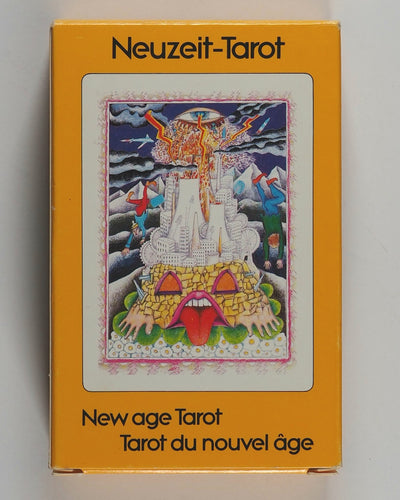 Neuzeit-Tarot
New age Tarot
Tarot du nouvel âge